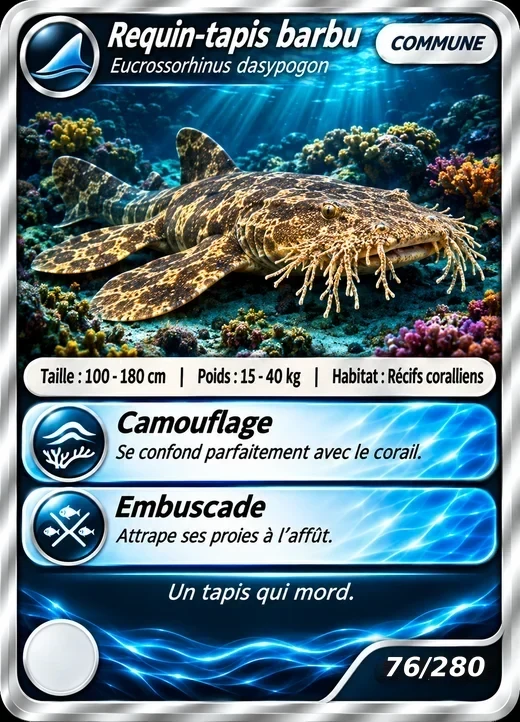 Requin-tapis barbu
Eucrossorhinus dasypogon
COMMUNE
Taille : 100 - 180 cm | Poids : 15 - 40 kg | Habitat : Récifs coralliens
Camouflage
Se confond parfaitement avec le corail.
Embuscade
Attrape ses proies à l’affût.
Un tapis qui mord.
76/280